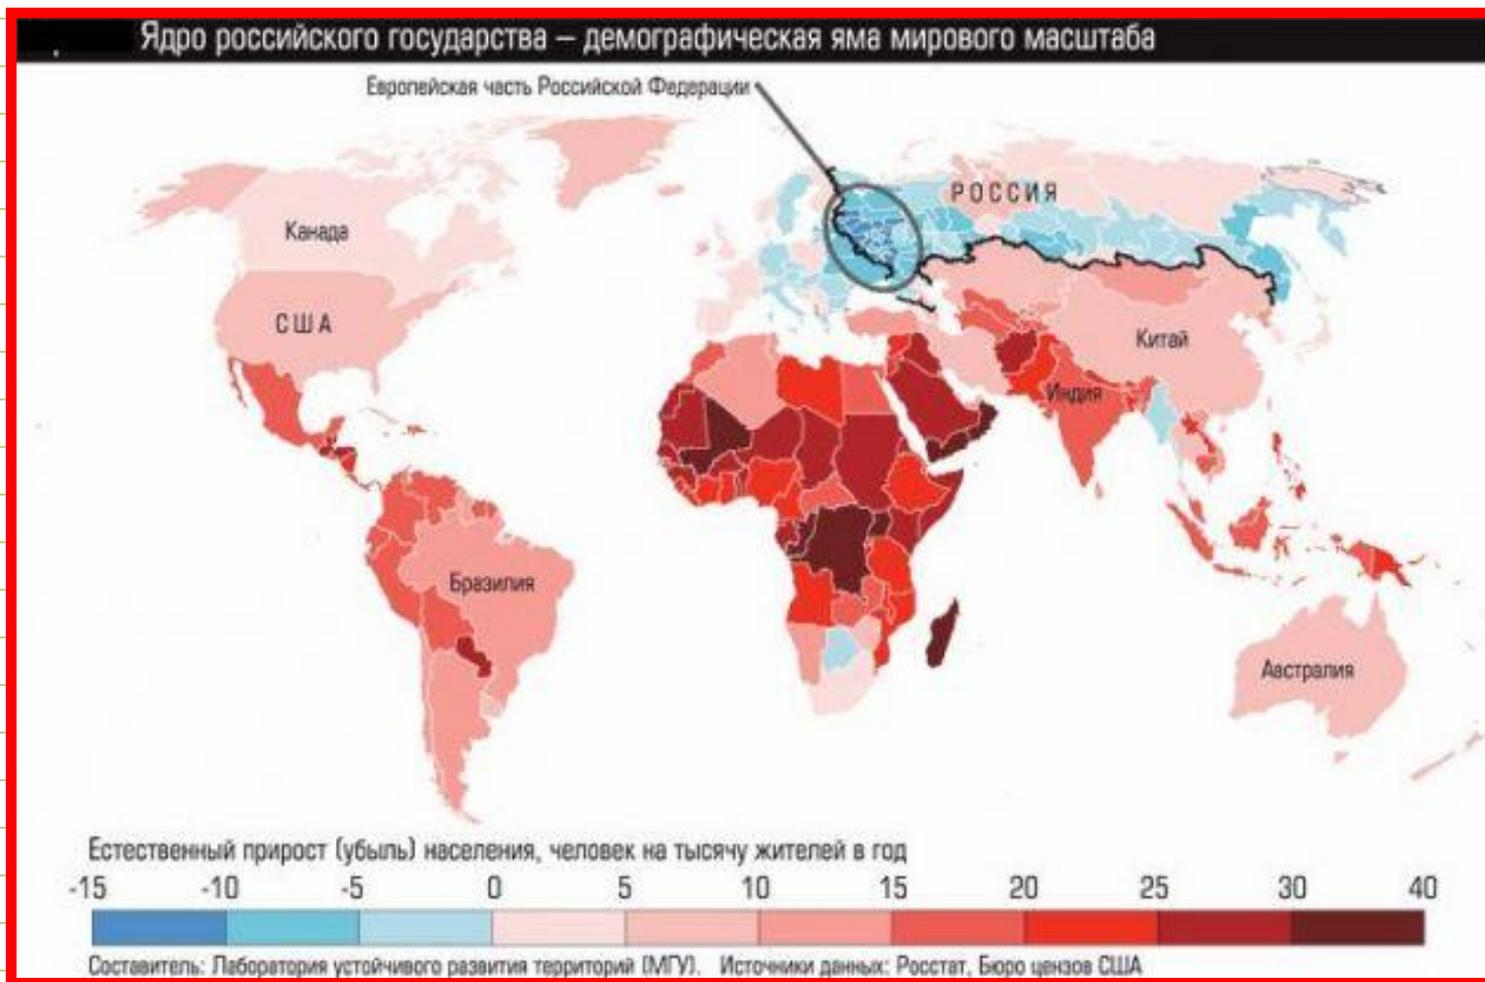 Ядро российского государства – демографическая яма мирового масштаба
Европейская часть Российской Федерации
РОССИЯ
Канада
США
Китай
Индия
Бразилия
Австралия
Естественный прирост (убыль) населения, человек на тысячу жителей в год
-15 -10 -5 0 5 10 15 20 25 30 40
Составитель: Лаборатория устойчивого развития территорий (МГУ). Источники данных: Росстат, Бюро цензов США